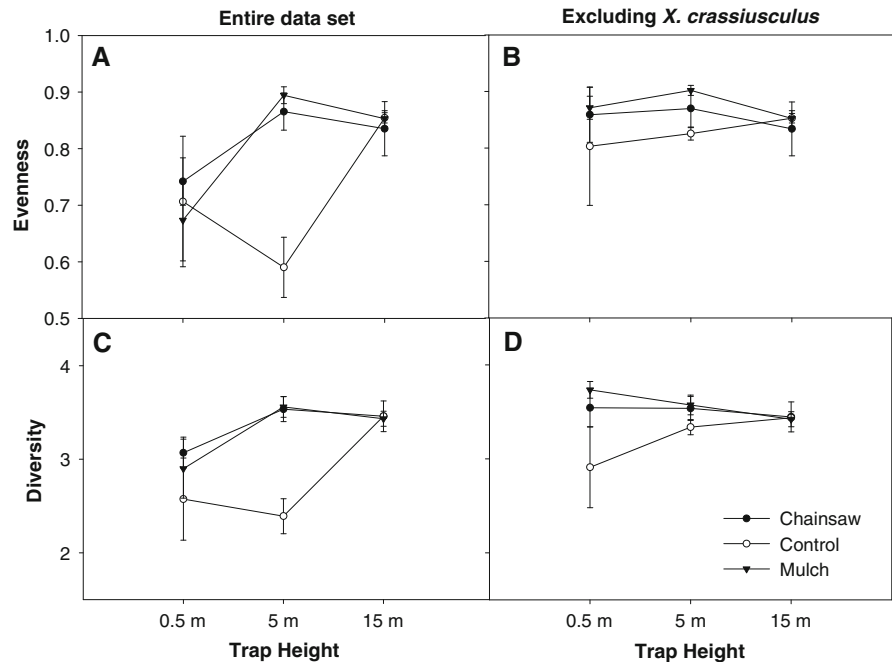 Entire data set
Excluding X. crassiusculus
A
B
1.0
0.9
0.8
0.7
0.6
0.5
Evenness
C
D
4
3
2
Diversity
Chainsaw
Control
Mulch
0.5 m 5 m 15 m
0.5 m 5 m 15 m
Trap Height
Trap Height